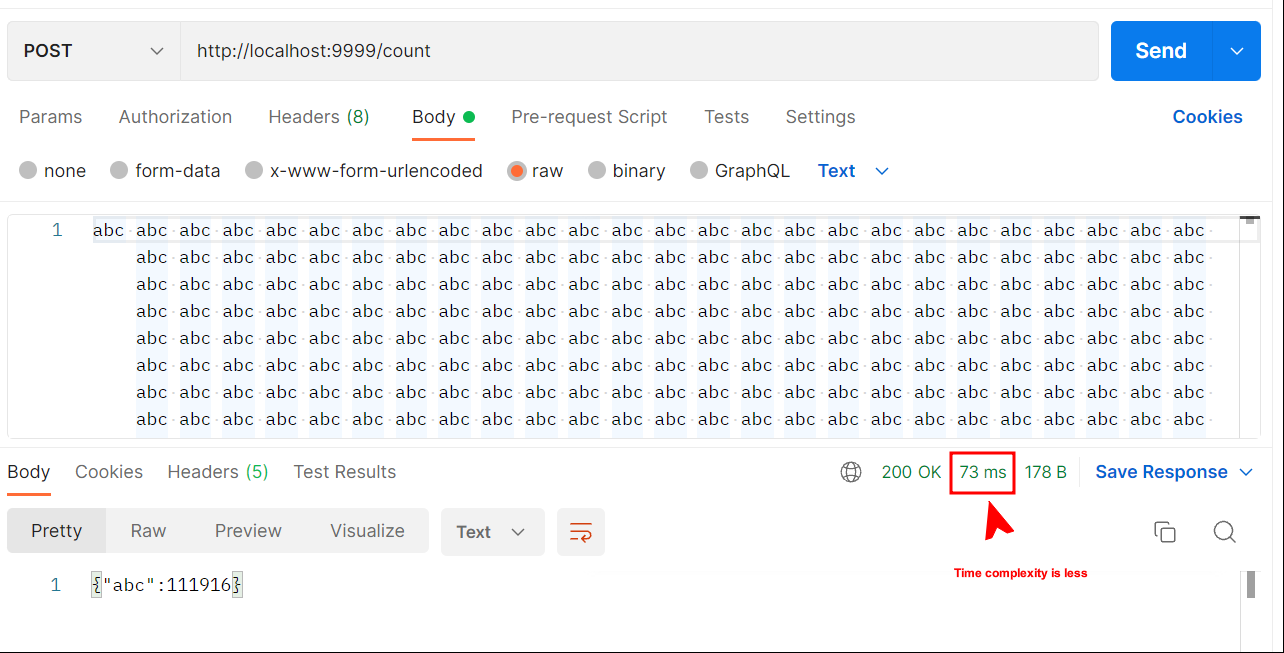 POST http://localhost:9999/count Send
Params Authorization Headers (8) Body Pre-request Script Tests Settings Cookies
none form-data x-www-form-urlencoded raw binary GraphQL Text
1 abc abc abc abc abc abc abc abc abc abc abc abc abc abc abc abc abc abc abc abc abc abc abc abc abc abc
abc abc abc abc abc abc abc abc abc abc abc abc abc abc abc abc abc abc abc abc abc abc abc abc abc
abc abc abc abc abc abc abc abc abc abc abc abc abc abc abc abc abc abc abc abc abc abc abc abc abc
abc abc abc abc abc abc abc abc abc abc abc abc abc abc abc abc abc abc abc abc abc abc abc abc abc
abc abc abc abc abc abc abc abc abc abc abc abc abc abc abc abc abc abc abc abc abc abc abc abc abc
abc abc abc abc abc abc abc abc abc abc abc abc abc abc abc abc abc abc abc abc abc abc abc abc abc
abc abc abc abc abc abc abc abc abc abc abc abc abc abc abc abc abc abc abc abc abc abc abc abc abc
abc abc abc abc abc abc abc abc abc abc abc abc abc abc abc abc abc abc abc abc abc abc abc abc abc
Body Cookies Headers (5) Test Results 200 OK 73 ms 178 B Save Response
Pretty Raw Preview Visualize Text
Time complexity is less
1 {"abc":111916}